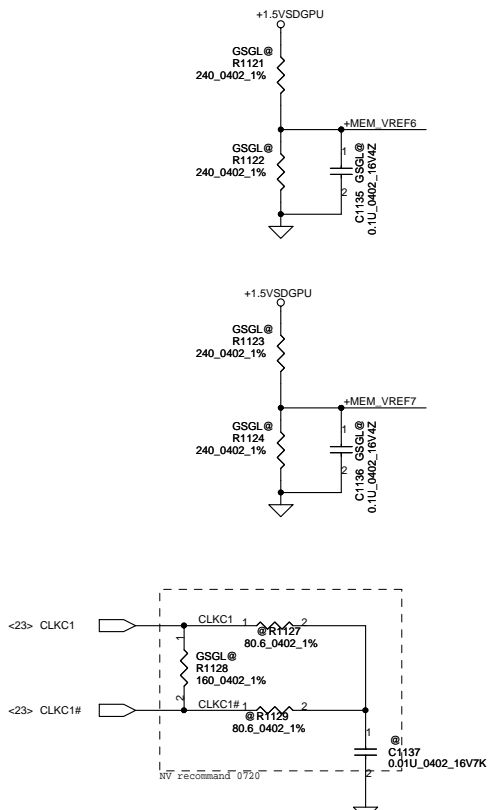 +1.5VSDGPU
GSGL@
R1121
240_0402_1%
+MEM_VREF6
GSGL@
R1122
240_0402_1%
1
2
C1135 GSGL@
0.1U_0402_16V4Z
+1.5VSDGPU
GSGL@
R1123
240_0402_1%
+MEM_VREF7
GSGL@
R1124
240_0402_1%
1
2
C1136 GSGL@
0.1U_0402_16V4Z
<23> CLKC1
CLKC1
1
2
@R1127
80.6_0402_1%
1
GSGL@
R1128
160_0402_1%
2
<23> CLKC1#
CLKC1#
1
2
@R1129
80.6_0402_1%
1
@
C1137
0.01U_0402_16V7K
2
NV recommand 0720